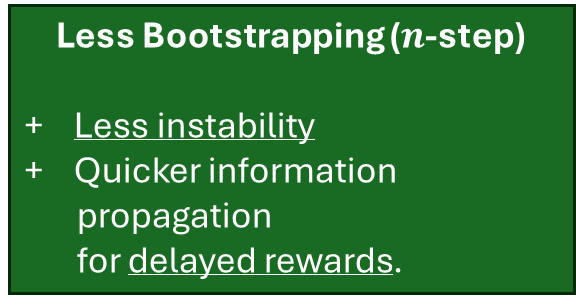 Less Bootstrapping (n-step)
+ Less instability
+ Quicker information
propagation
for delayed rewards.